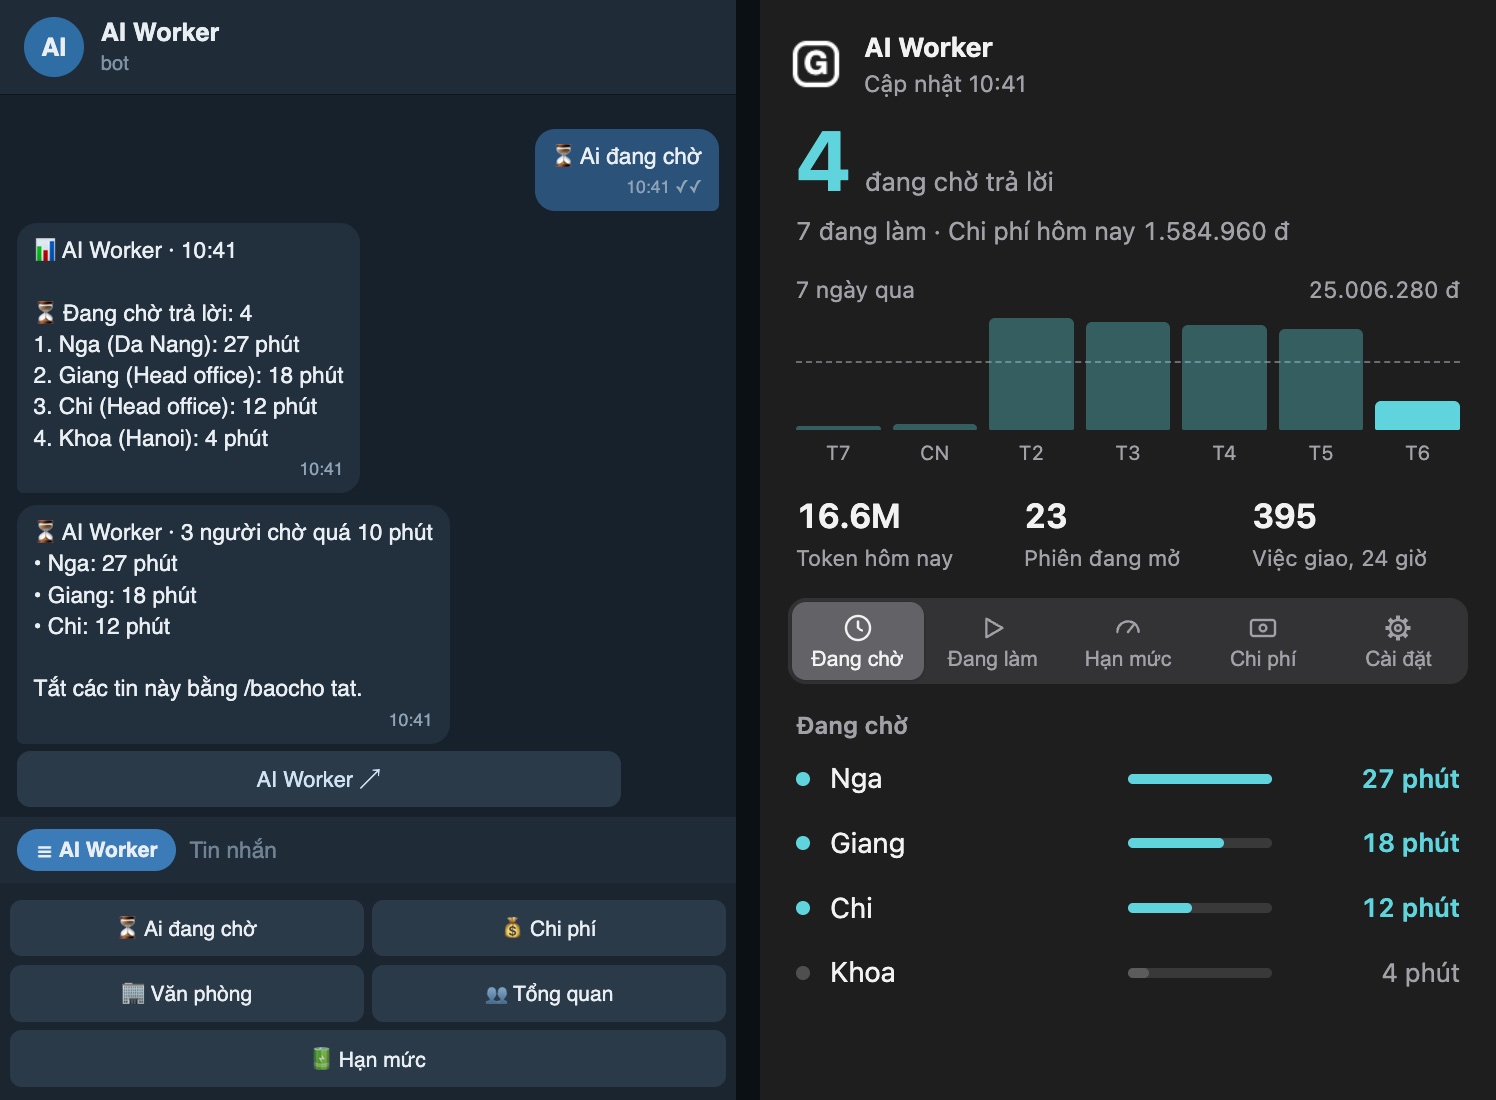 AI
AI Worker
bot
⏳ Ai đang chờ
10:41 ✓✓
📊 AI Worker · 10:41
⏳ Đang chờ trả lời: 4
1. Nga (Da Nang): 27 phút
2. Giang (Head office): 18 phút
3. Chi (Head office): 12 phút
4. Khoa (Hanoi): 4 phút
10:41
⏳ AI Worker · 3 người chờ quá 10 phút
• Nga: 27 phút
• Giang: 18 phút
• Chi: 12 phút
Tắt các tin này bằng /baocho tat.
10:41
AI Worker ↗
≡ AI Worker Tin nhắn
⏳ Ai đang chờ
💰 Chi phí
🏢 Văn phòng
👥 Tổng quan
🔋 Hạn mức
G
AI Worker
Cập nhật 10:41
4 đang chờ trả lời
7 đang làm · Chi phí hôm nay 1.584.960 đ
7 ngày qua 25.006.280 đ
T7 CN T2 T3 T4 T5 T6
16.6M 23 395
Token hôm nay Phiên đang mở Việc giao, 24 giờ
Đang chờ Đang làm Hạn mức Chi phí Cài đặt
Đang chờ
Nga 27 phút
Giang 18 phút
Chi 12 phút
Khoa 4 phút